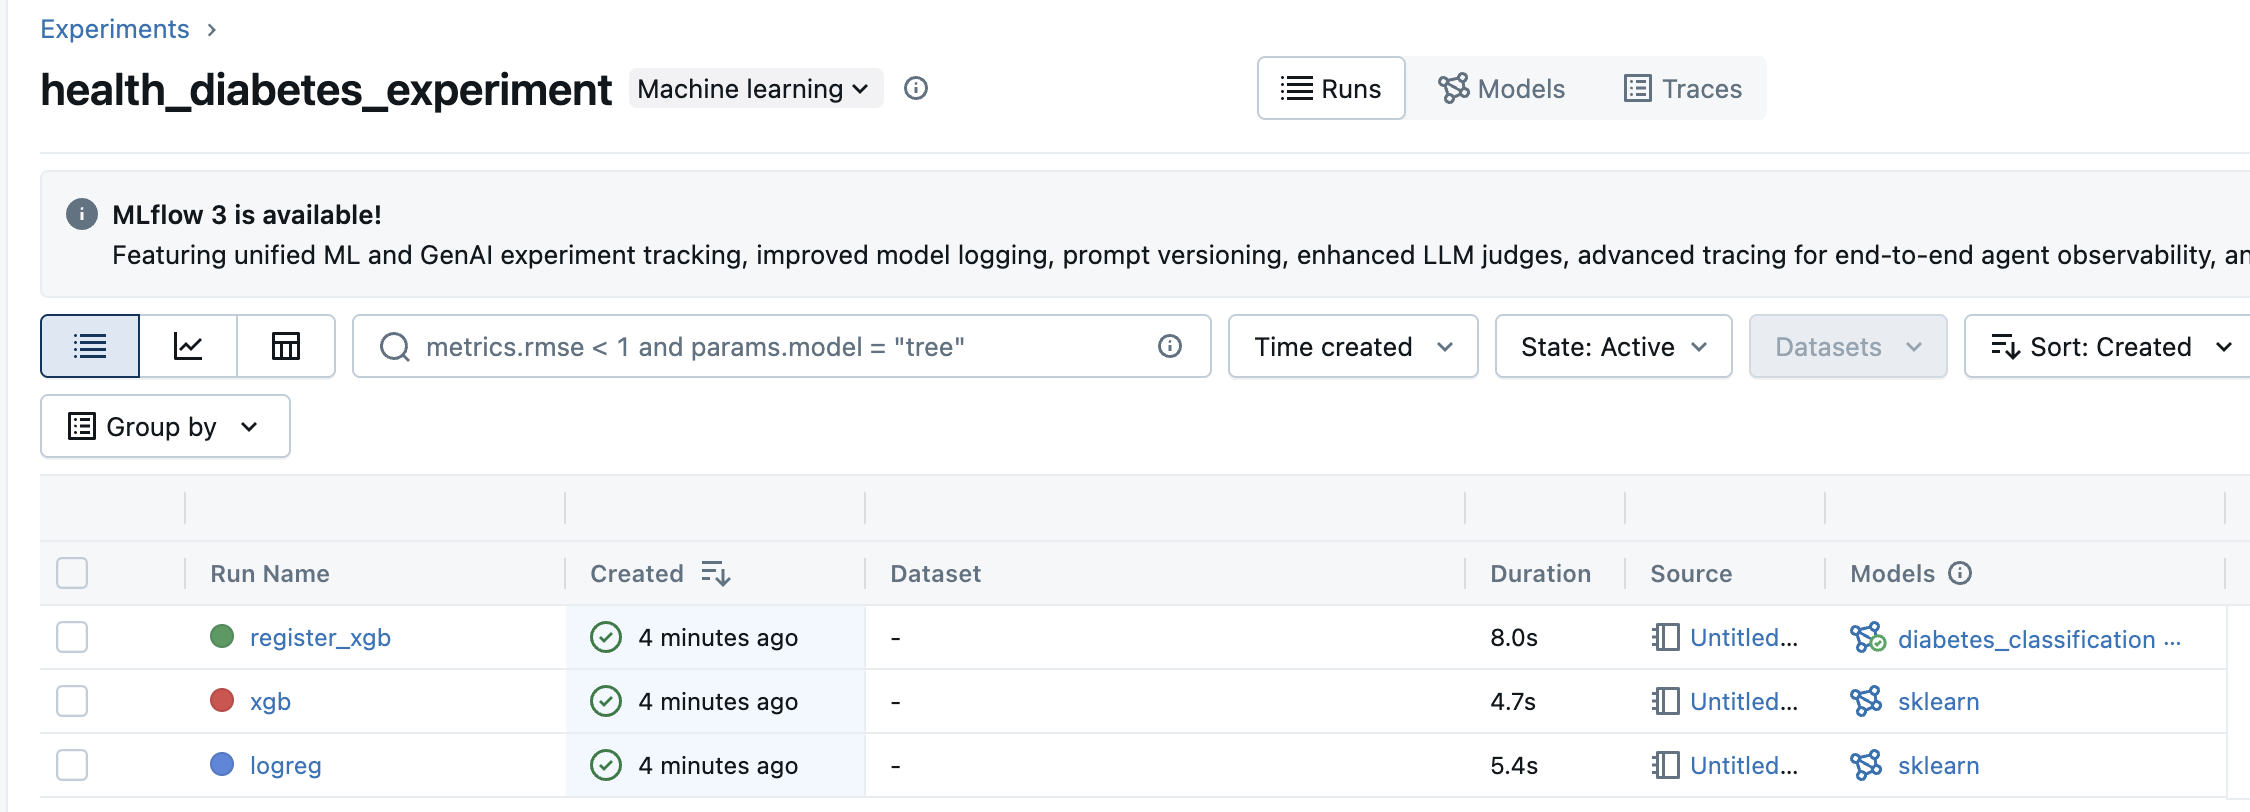 Experiments >
health_diabetes_experiment Machine learning Runs Models Traces
MLflow 3 is available!
Featuring unified ML and GenAI experiment tracking, improved model logging, prompt versioning, enhanced LLM judges, advanced tracing for end-to-end agent observability,
metrics.rmse < 1 and params.model = "tree" Time created State: Active Datasets Sort: Created
Group by
Run Name Created Dataset Duration Source Models
register_xgb 4 minutes ago - 8.0s Untitled... diabetes_classification ...
xgb 4 minutes ago - 4.7s Untitled... sklearn
logreg 4 minutes ago - 5.4s Untitled... sklearn